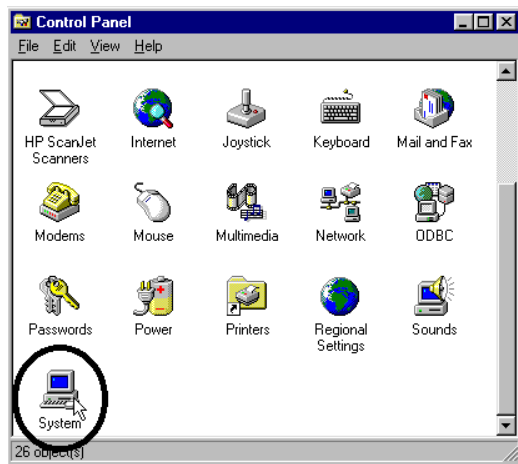 Control Panel
File Edit View Help
HP ScanJet Scanners
Internet
Joystick
Keyboard
Mail and Fax
Modems
Mouse
Multimedia
Network
ODBC
Passwords
Power
Printers
Regional Settings
Sounds
System
26 object(s)